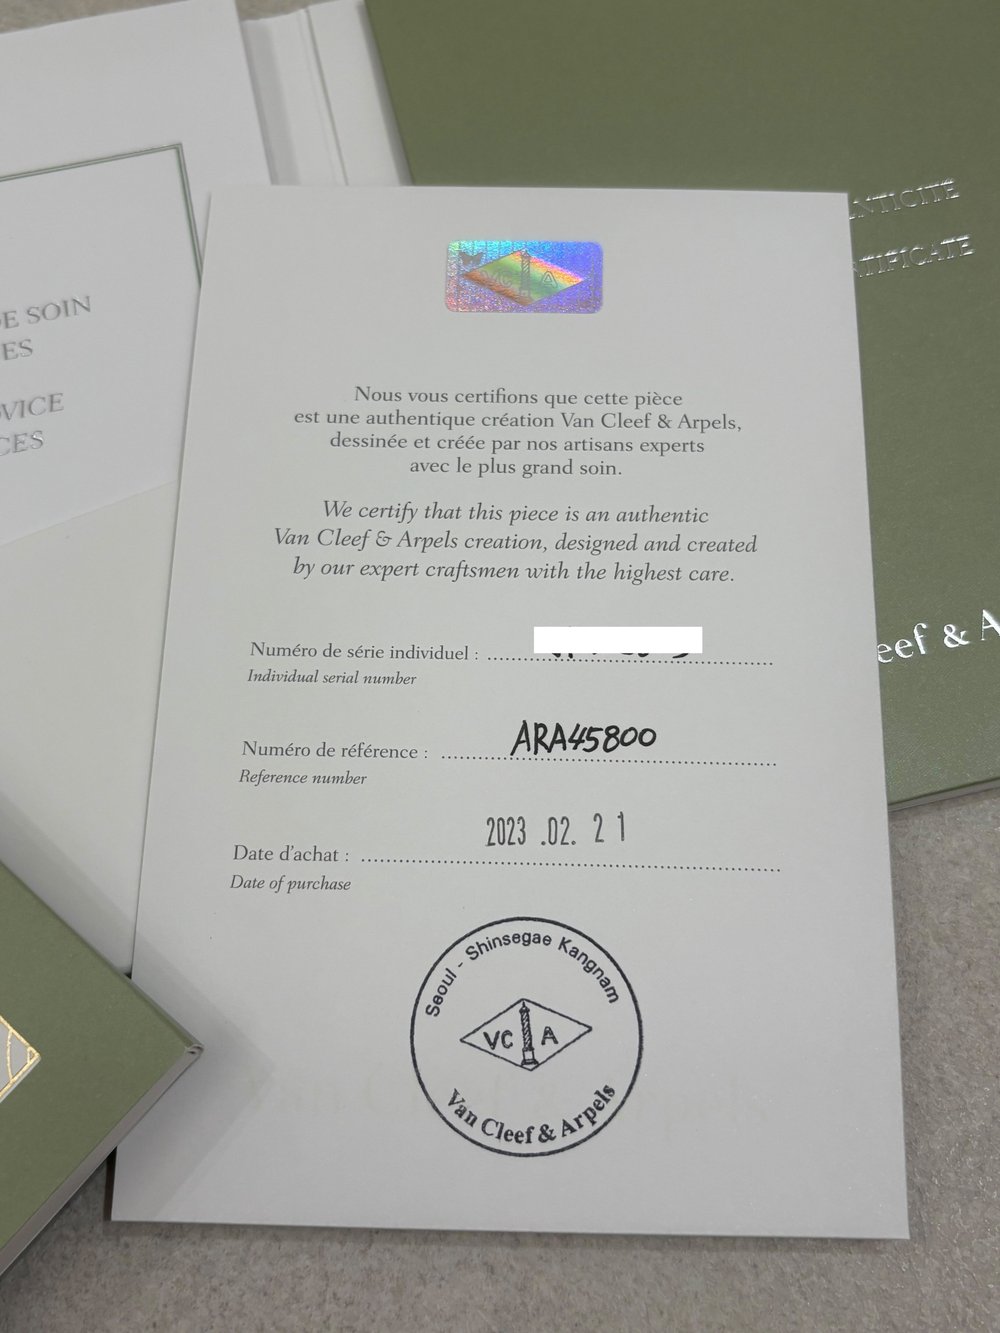 E SOIN
ES
VICE
CES
NTICITÉ
TIFICATE
eef & A
VC A
Nous vous certifions que cette pièce
est une authentique création Van Cleef & Arpels,
dessinée et créée par nos artisans experts
avec le plus grand soin.
We certify that this piece is an authentic
Van Cleef & Arpels creation, designed and created
by our expert craftsmen with the highest care.
Numéro de série individuel :
Individual serial number
Numéro de référence : ARA45800
Reference number
2023 .02. 21
Date d'achat :
Date of purchase
Seoul - Shinsegae Kangnam
VC A
Van Cleef & Arpels